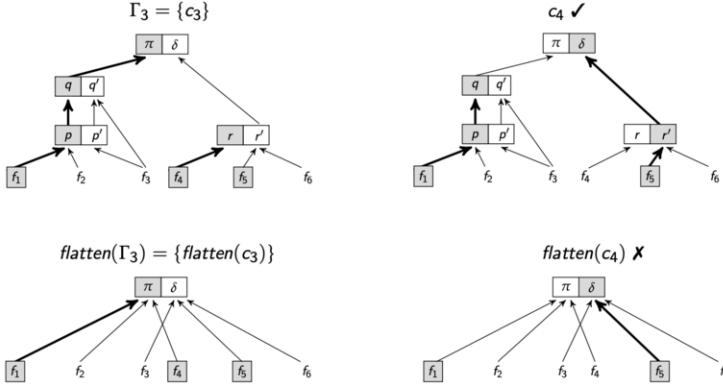 Γ₃ = {c₃}
c₄ ✓
π δ
π δ
q q′
q q′
p p′
r r′
p p′
r r′
f₁ f₂ f₃ f₄ f₅ f₆
f₁ f₂ f₃ f₄ f₅ f₆
flatten(Γ₃) = {flatten(c₃)}
flatten(c₄) ✗
π δ
π δ
f₁ f₂ f₃ f₄ f₅ f₆
f₁ f₂ f₃ f₄ f₅